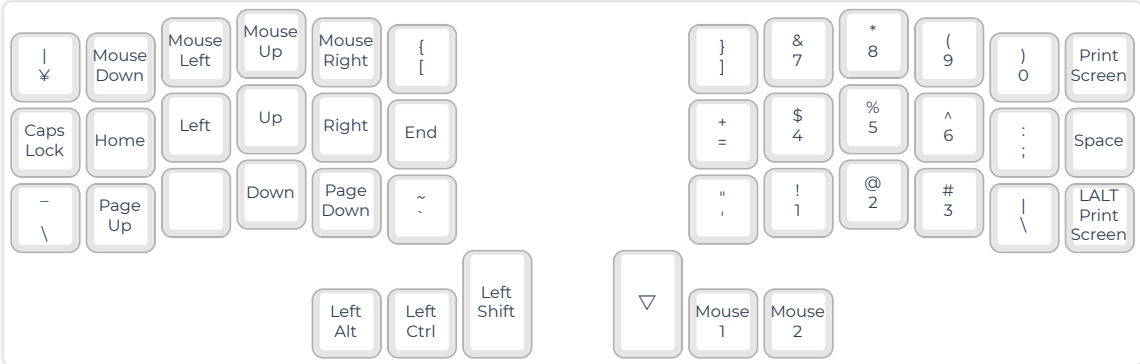 |
¥
Mouse
Down
Mouse
Left
Mouse
Up
Mouse
Right
{
[
}
]
&
7
*
8
(
9
)
0
Print
Screen
Caps
Lock
Home
Left
Up
Right
End
+
=
$
4
%
5
^
6
:
;
Space
_
\
Page
Up
Down
Page
Down
~
`
"
'
!
1
@
2
#
3
|
\
LALT
Print
Screen
Left
Alt
Left
Ctrl
Left
Shift
▽
Mouse
1
Mouse
2